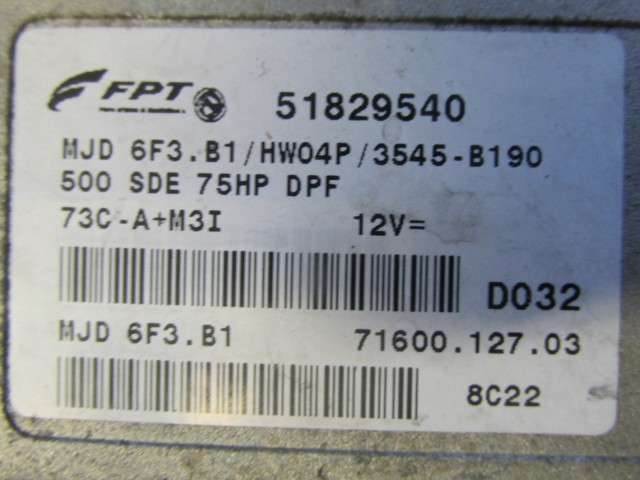 FPT 51829540
MJD 6F3.B1/HW04P/3545-B190
500 SDE 75HP DPF
73C-A+M3I 12V=
D032
MJD 6F3.B1 71600.127.03
8C22